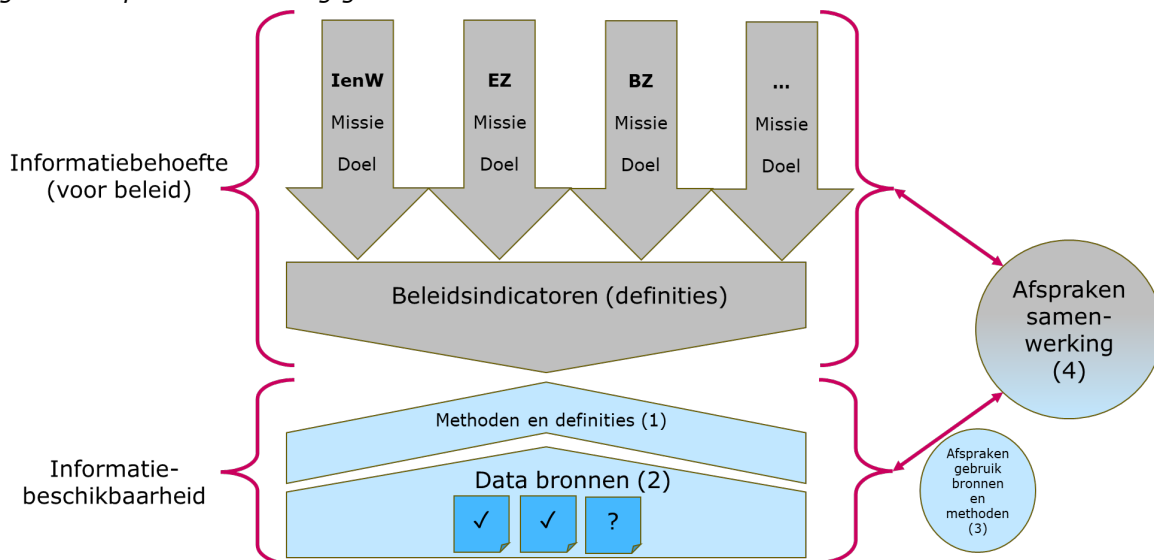 IenW
Missie
Doel
EZ
Missie
Doel
BZ
Missie
Doel
...
Missie
Doel
Informatiebehoefte
(voor beleid)
Beleidsindicatoren (definities)
Afspraken
samen-
werking
(4)
Methoden en definities (1)
Informatie-
beschikbaarheid
Data bronnen (2)
✓
✓
?
Afspraken
gebruik
bronnen
en
methoden
(3)